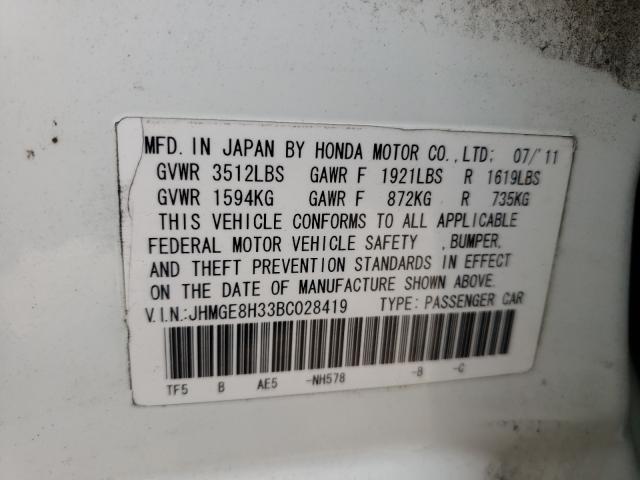 MFD. IN JAPAN BY HONDA MOTOR CO.,LTD; 07/'11
GVWR 3512LBS GAWR F 1921LBS R 1619LBS
GVWR 1594KG GAWR F 872KG R 735KG
THIS VEHICLE CONFORMS TO ALL APPLICABLE
FEDERAL MOTOR VEHICLE SAFETY ,BUMPER,
AND THEFT PREVENTION STANDARDS IN EFFECT
ON THE DATE OF MANUFACTURE SHOWN ABOVE.
V.I.N.:JHMGE8H33BC028419 TYPE: PASSENGER CAR
TF5 B AE5 -NH578 -B -C